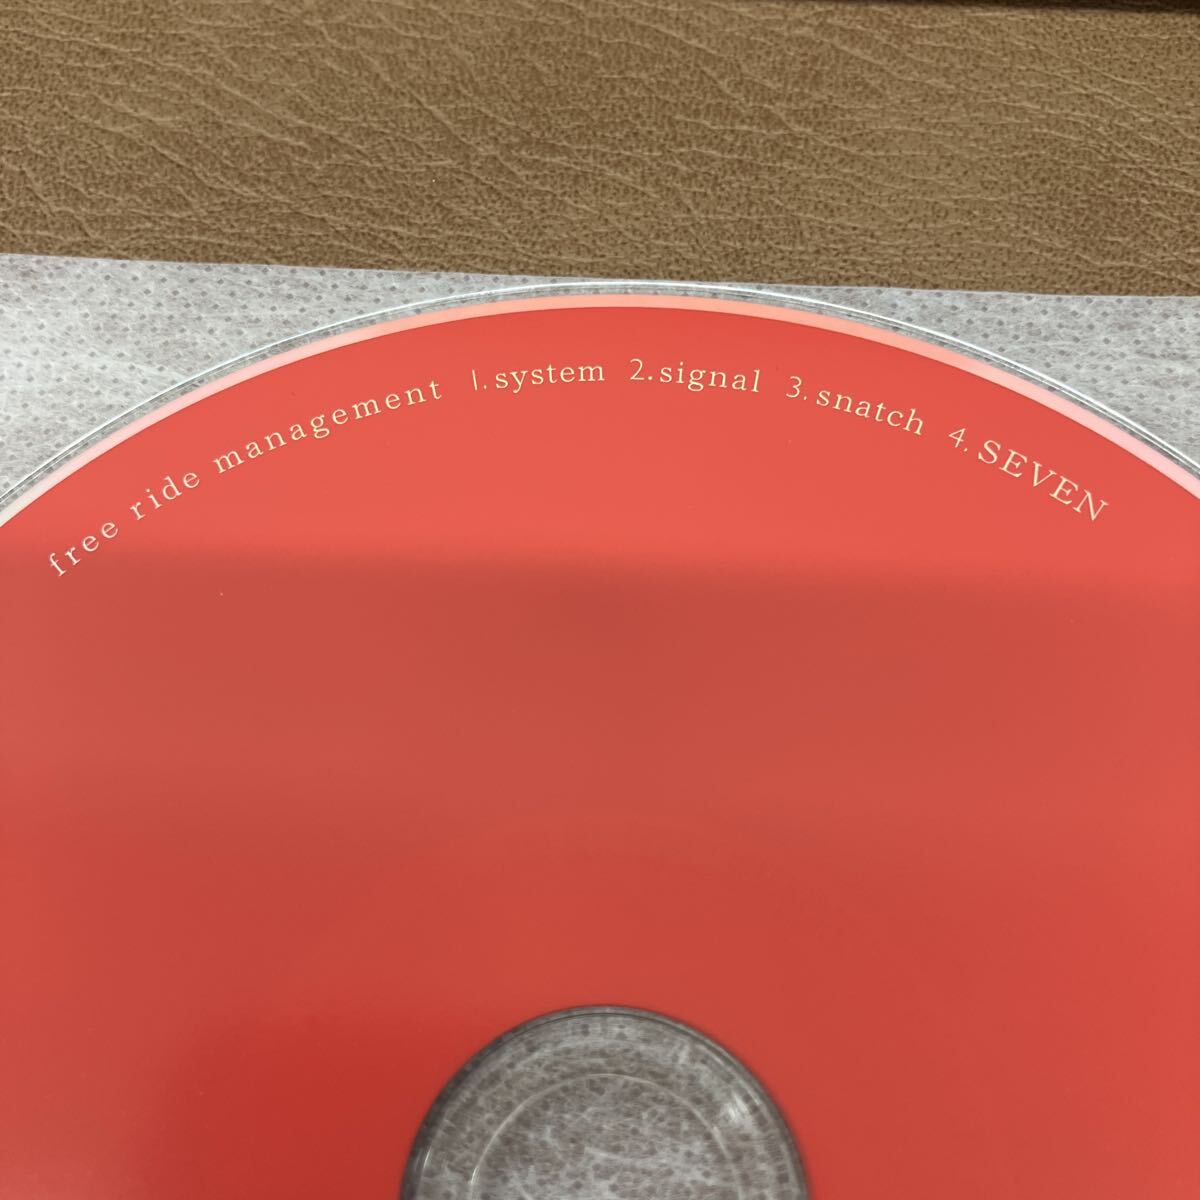 free ride management 1.system 2.signal 3.snatch 4.SEVEN